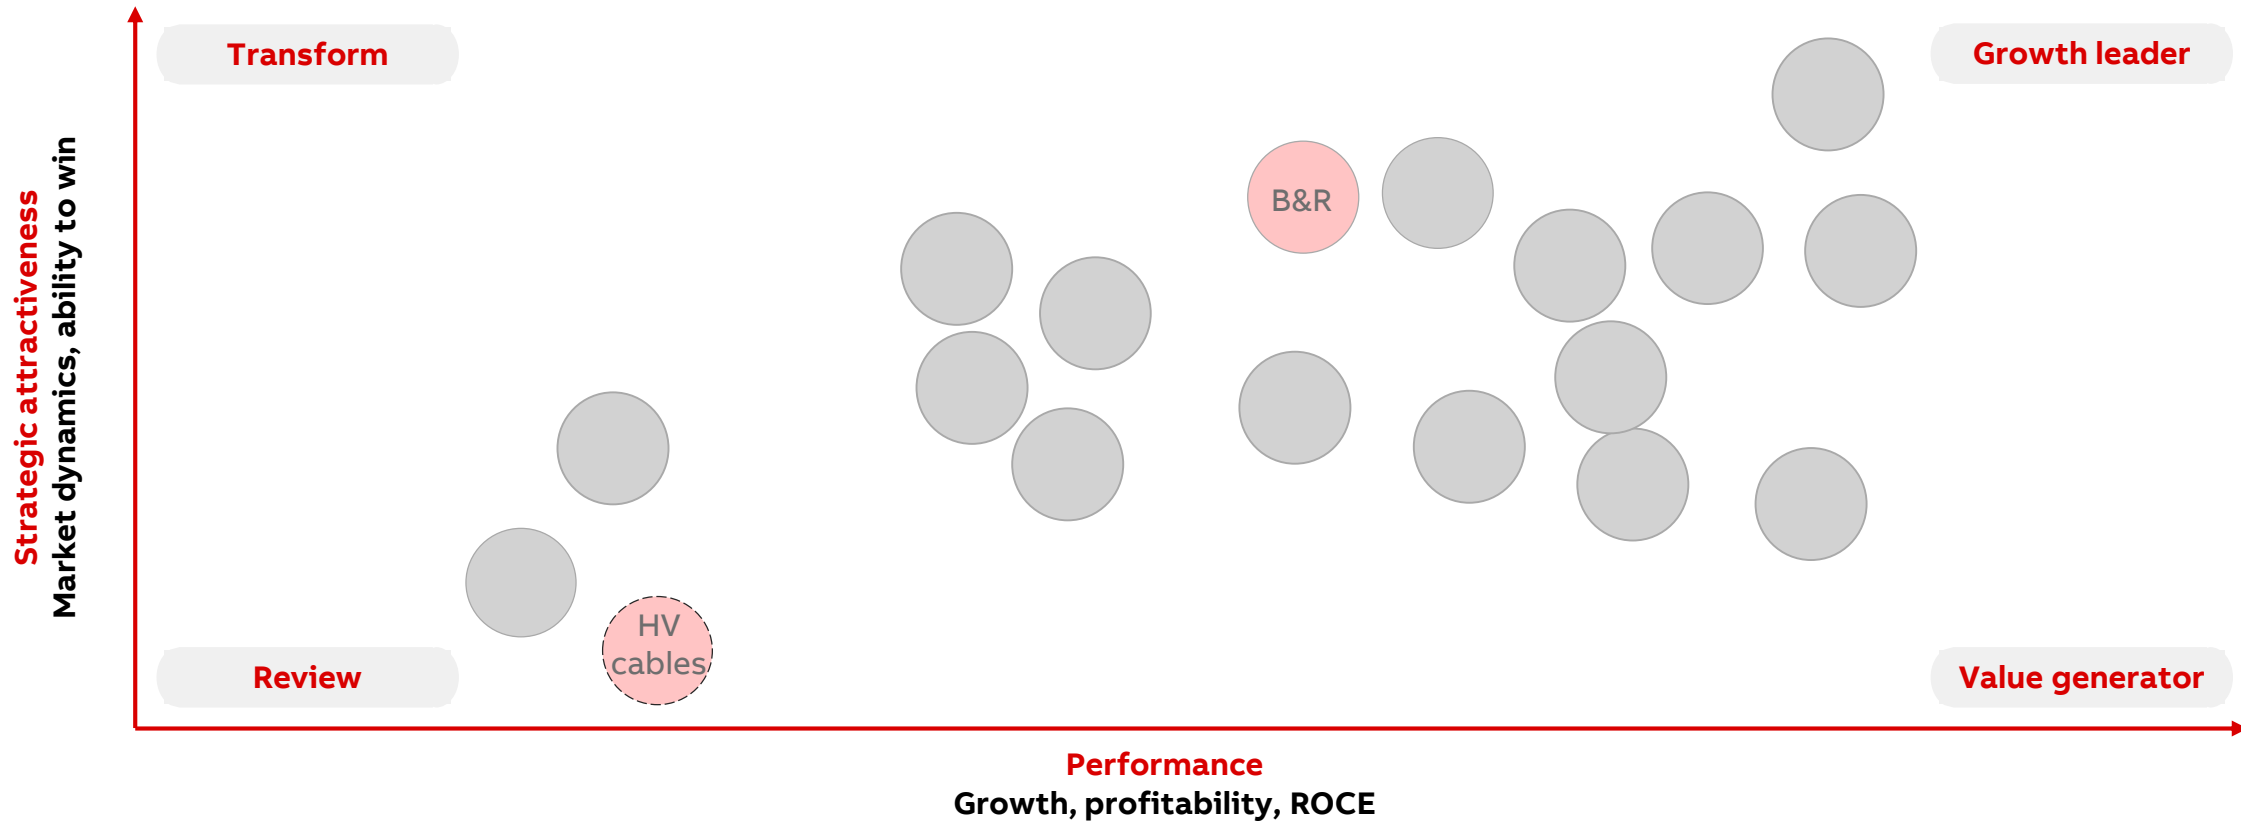 Transform
Growth leader
Strategic attractiveness
Market dynamics, ability to win
B&R
HV
cables
Review
Value generator
Performance
Growth, profitability, ROCE